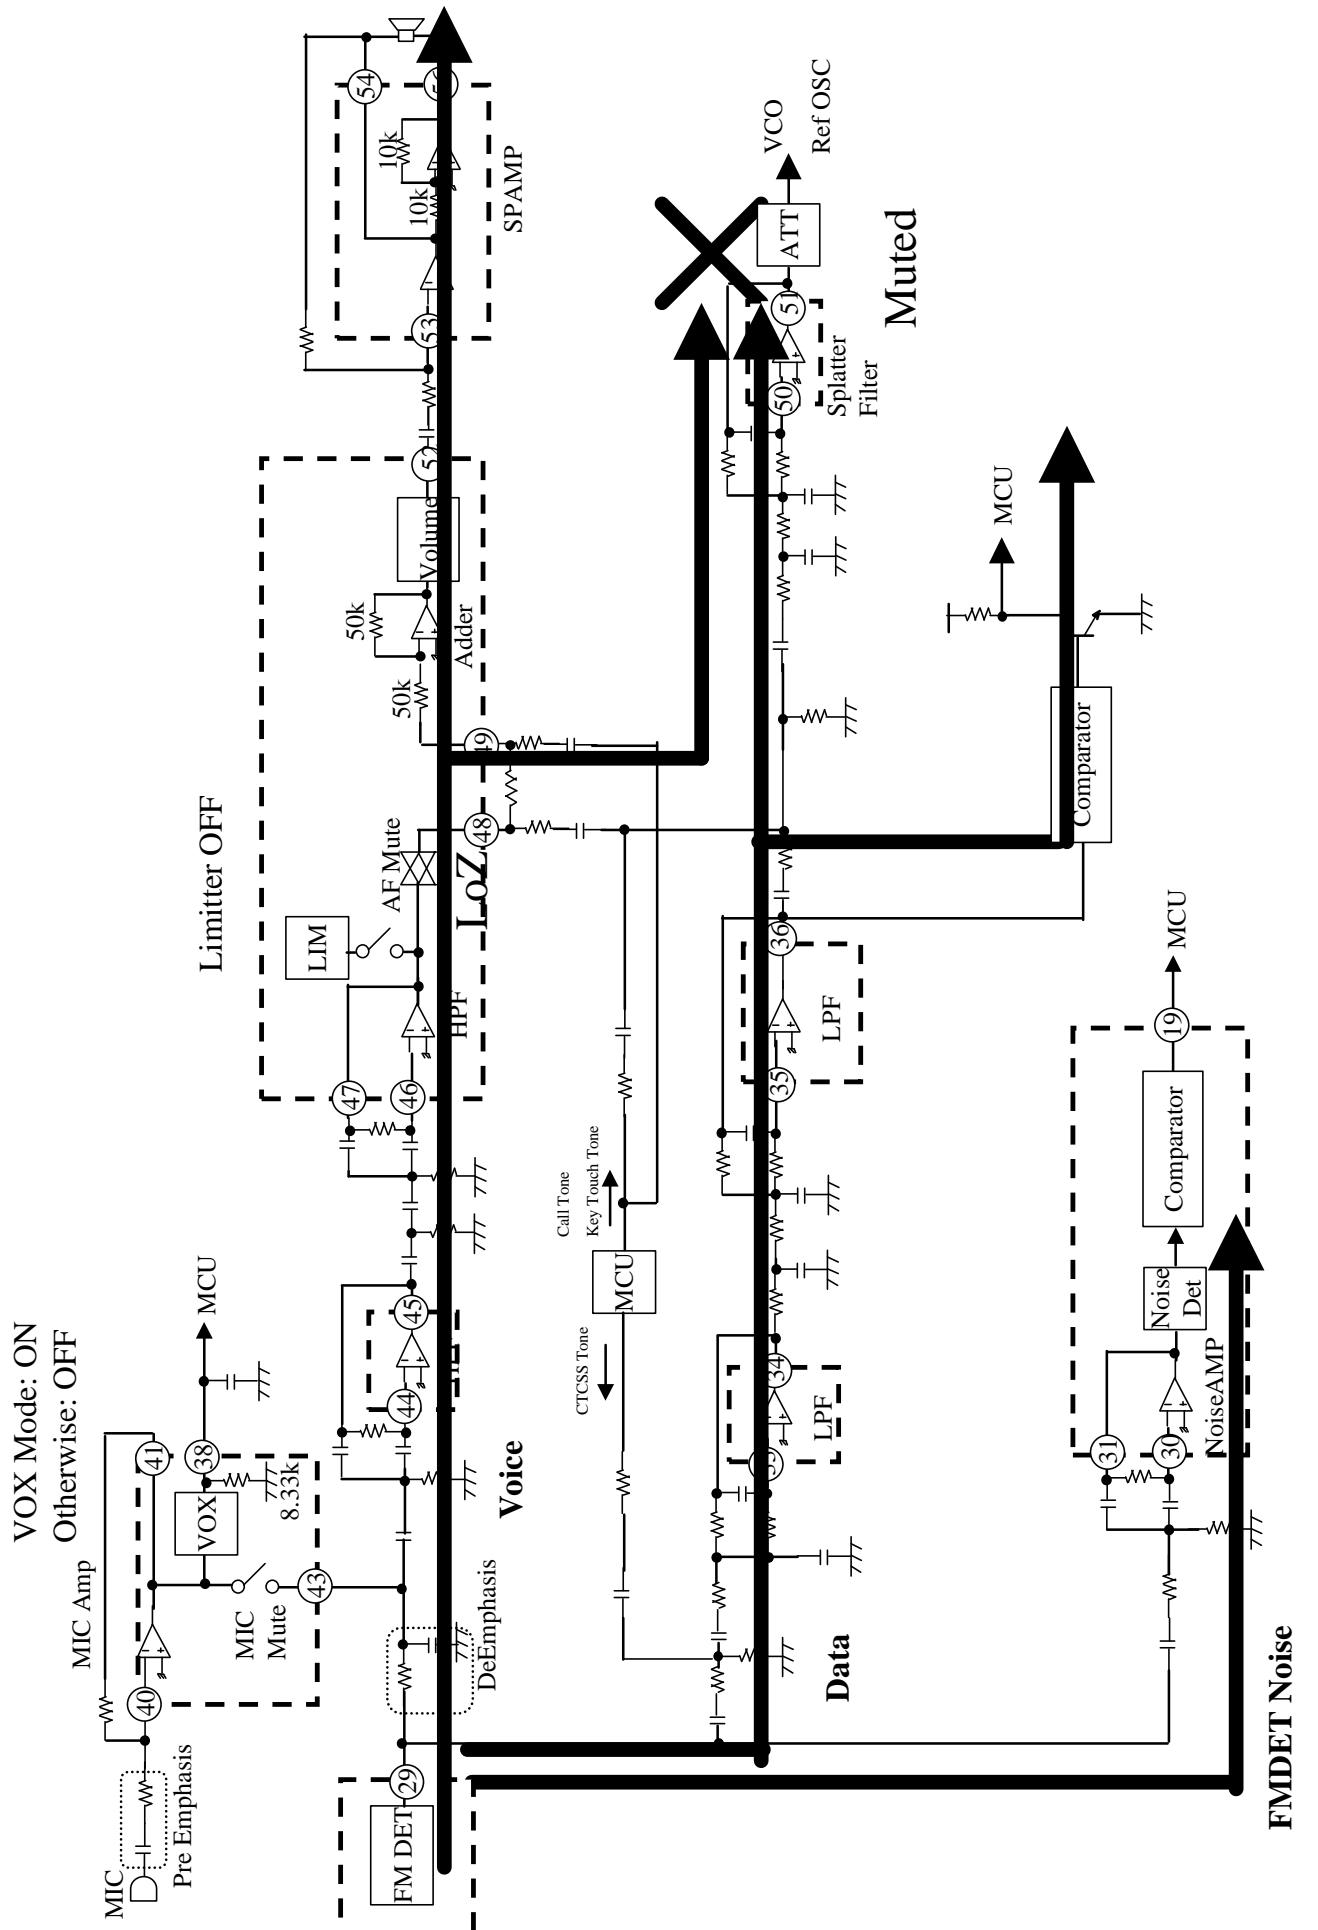 VOX Mode: ON
Otherwise: OFF
MIC
Pre Emphasis
40
MIC Amp
41
VOX
38
8.33k
MCU
MIC
Mute
43
FM DET
29
DeEmphasis
Voice
44
45
47
46
HPF
LIM
Limitter OFF
AF Mute
LoZ
48
49
50k
50k
Adder
Volume
52
53
10k
10k
54
SPAMP
CTCSS Tone
MCU
Call Tone
Key Touch Tone
Data
33
34
LPF
35
36
LPF
Comparator
MCU
50
51
Splatter
Filter
ATT
VCO
Ref OSC
Muted
FMDET Noise
31
30
NoiseAMP
Noise
Det
Comparator
19
MCU